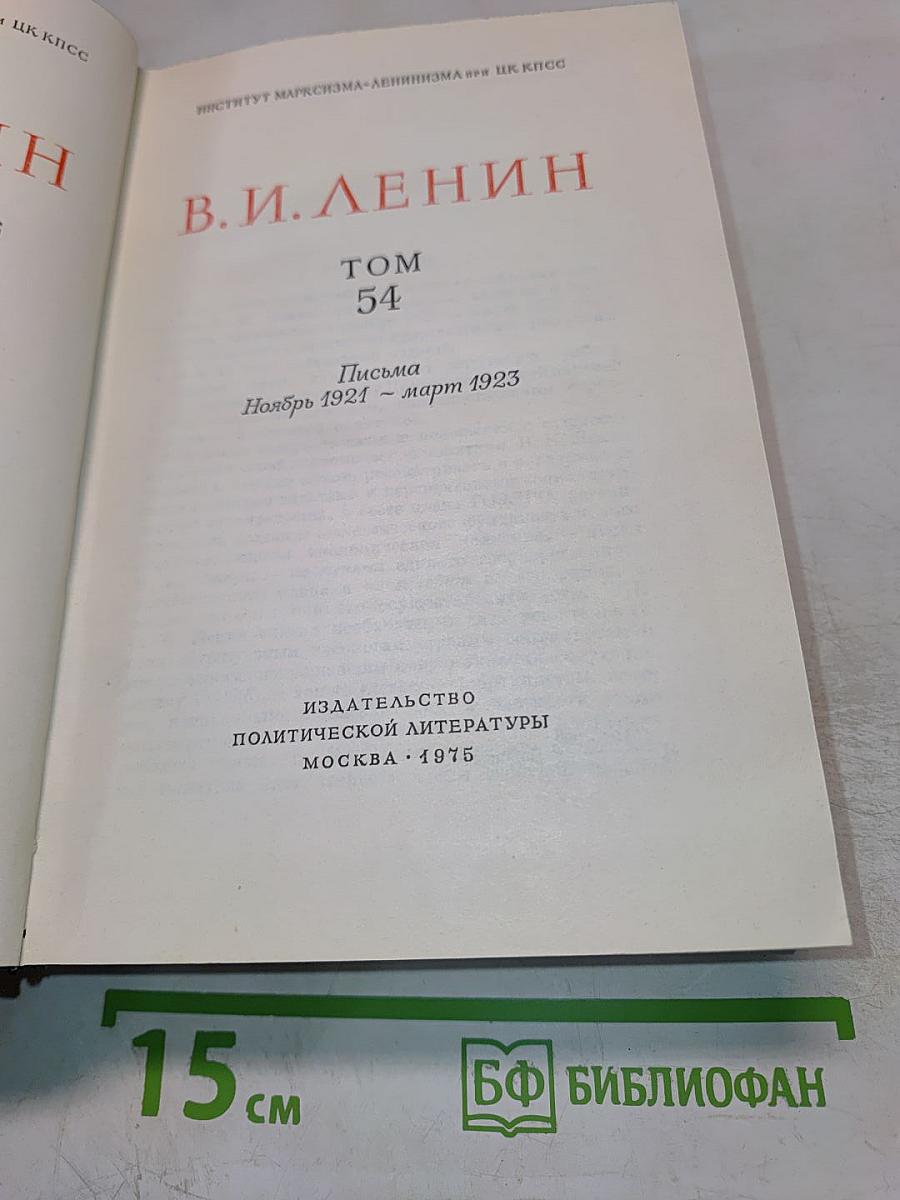 ЦК КПСС
ИН
ИНСТИТУТ МАРКСИЗМА-ЛЕНИНИЗМА при ЦК КПСС
В. И. ЛЕНИН
ТОМ
54
Письма
Ноябрь 1921 ~ март 1923
ИЗДАТЕЛЬСТВО
ПОЛИТИЧЕСКОЙ ЛИТЕРАТУРЫ
МОСКВА · 1975
15 см
БФ БИБЛИОФАН